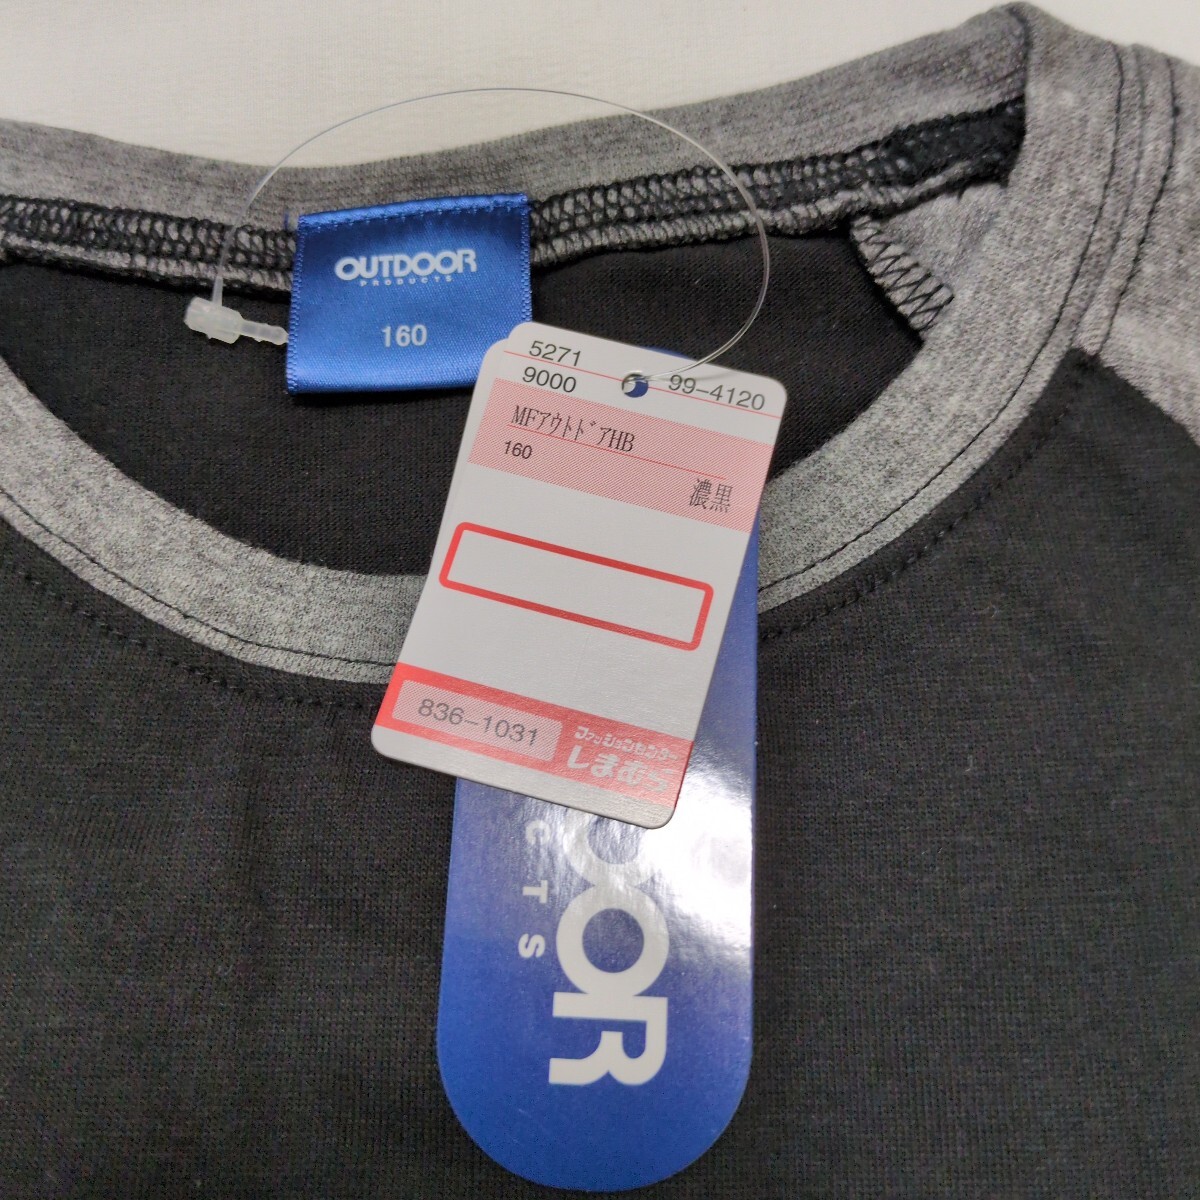 OUTDOOR
PRODUCTS
160
5271
9000
99-4120
MFアウトドアHB
160
濃黒
836-1031
ファッションセンター
しまむら
OOR
CTS